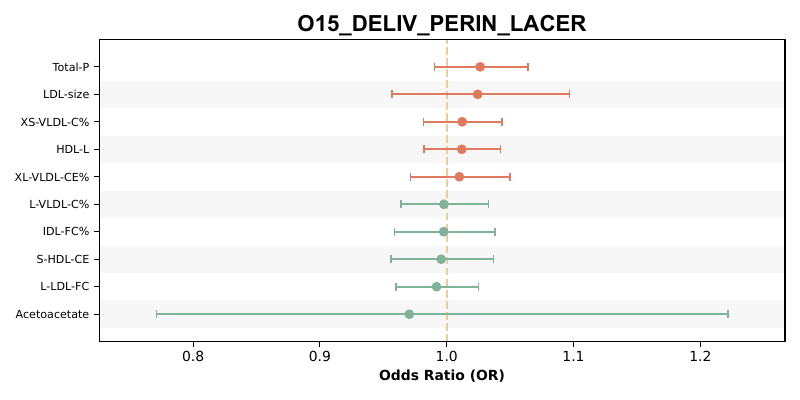 O15_DELIV_PERIN_LACER
Total-P
LDL-size
XS-VLDL-C%
HDL-L
XL-VLDL-CE%
L-VLDL-C%
IDL-FC%
S-HDL-CE
L-LDL-FC
Acetoacetate
0.8 0.9 1.0 1.1 1.2
Odds Ratio (OR)